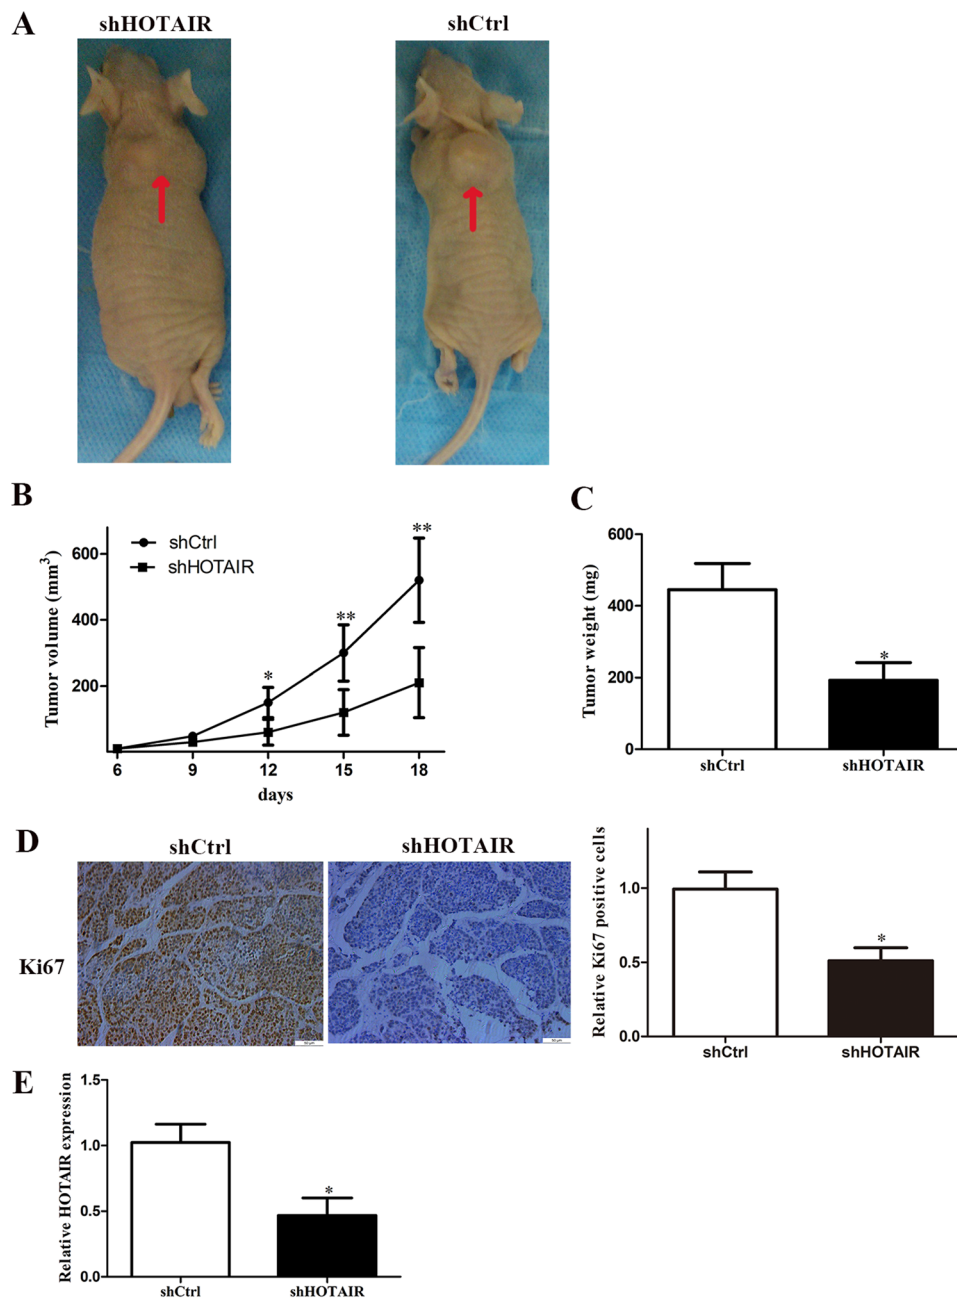 A
shHOTAIR
shCtrl
B
Tumor volume (mm³)
600
400
200
shCtrl
shHOTAIR
*
**
**
6
9
12
15
18
days
C
Tumor weight (mg)
600
400
200
0
*
shCtrl
shHOTAIR
D
shCtrl
shHOTAIR
Ki67
Relative Ki67 positive cells
1.0
0.5
0.0
*
shCtrl
shHOTAIR
E
Relative HOTAIR expression
1.5
1.0
0.5
0.0
*
shCtrl
shHOTAIR